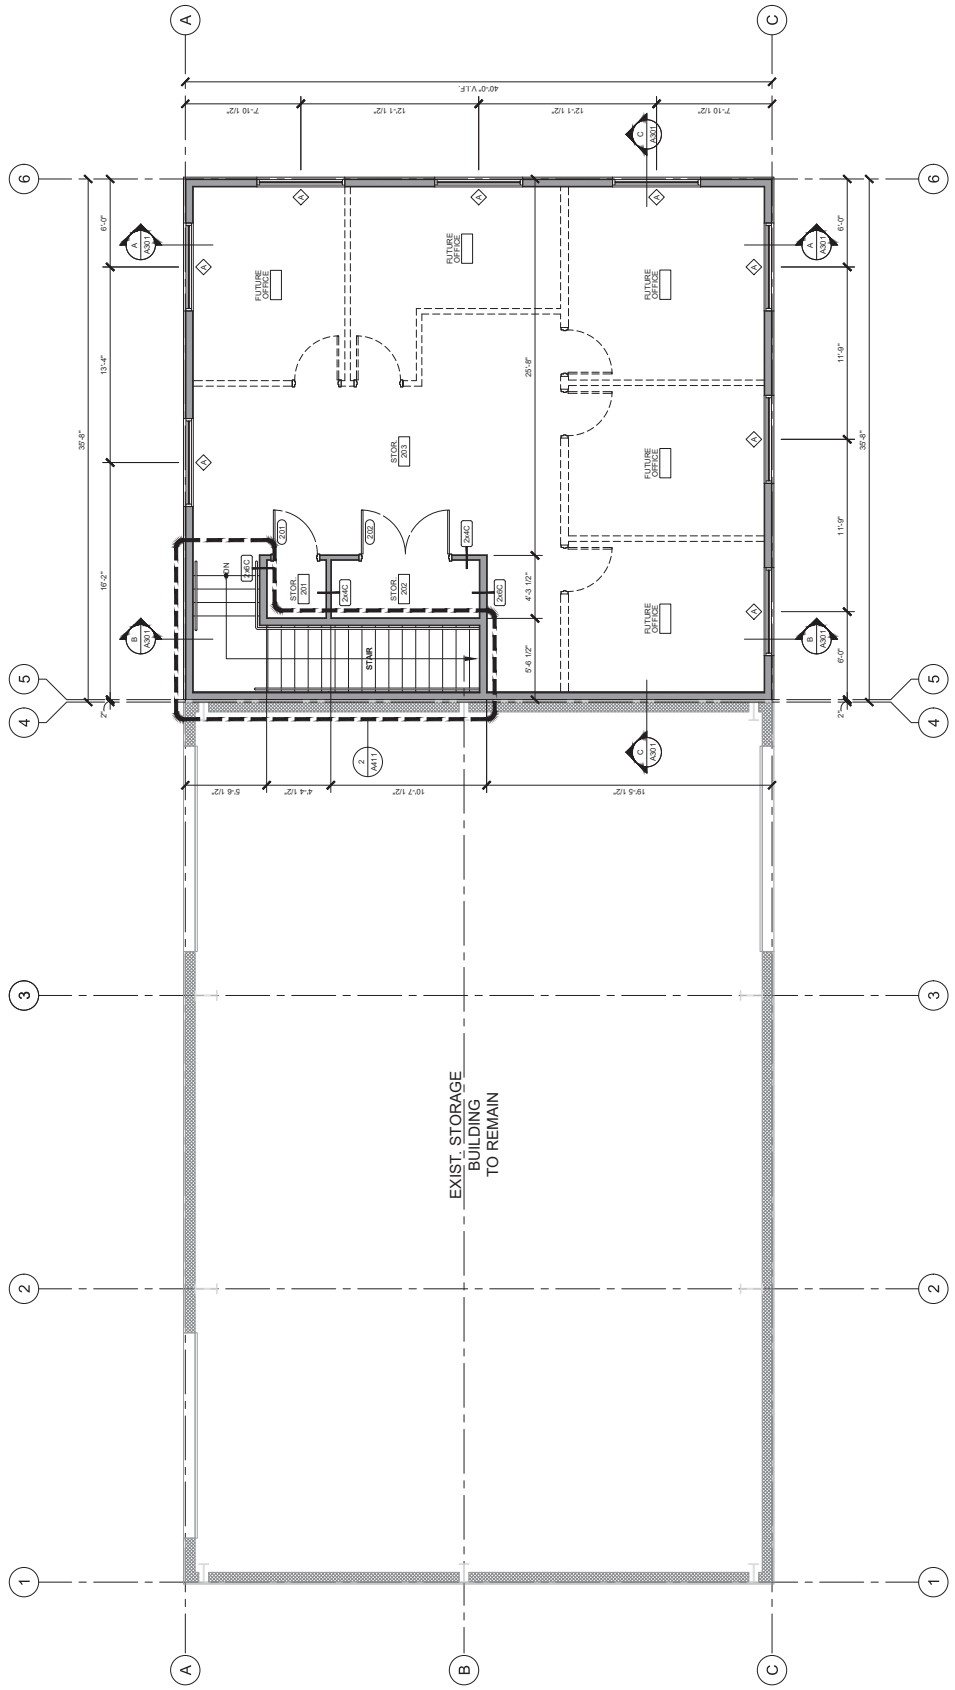 A
C
40'-0" V.I.F.
7'-10 1/2"
12'-1 1/2"
12'-1 1/2"
7'-10 1/2"
C
A301
6
6
6'-0"
A
A301
A
A
A
A
A301
6'-0"
FUTURE
OFFICE
FUTURE
OFFICE
FUTURE
OFFICE
A
A
13'-4"
25'-8"
11'-9"
35'-8"
35'-8"
A
STOR.
203
FUTURE
OFFICE
A
201
202
2x4C
DN
2x6C
STOR.
201
2x4C
STOR.
202
2x6C
4'-3 1/2"
11'-9"
16'-2"
FUTURE
OFFICE
A
B
A301
STAIR
5'-6 1/2"
B
A301
6'-0"
5
5
4
4
2"
2"
2
A411
C
A301
5'-6 1/2"
4'-4 1/2"
10'-7 1/2"
19'-5 1/2"
3
3
EXIST. STORAGE
BUILDING
TO REMAIN
2
2
1
1
A
B
C